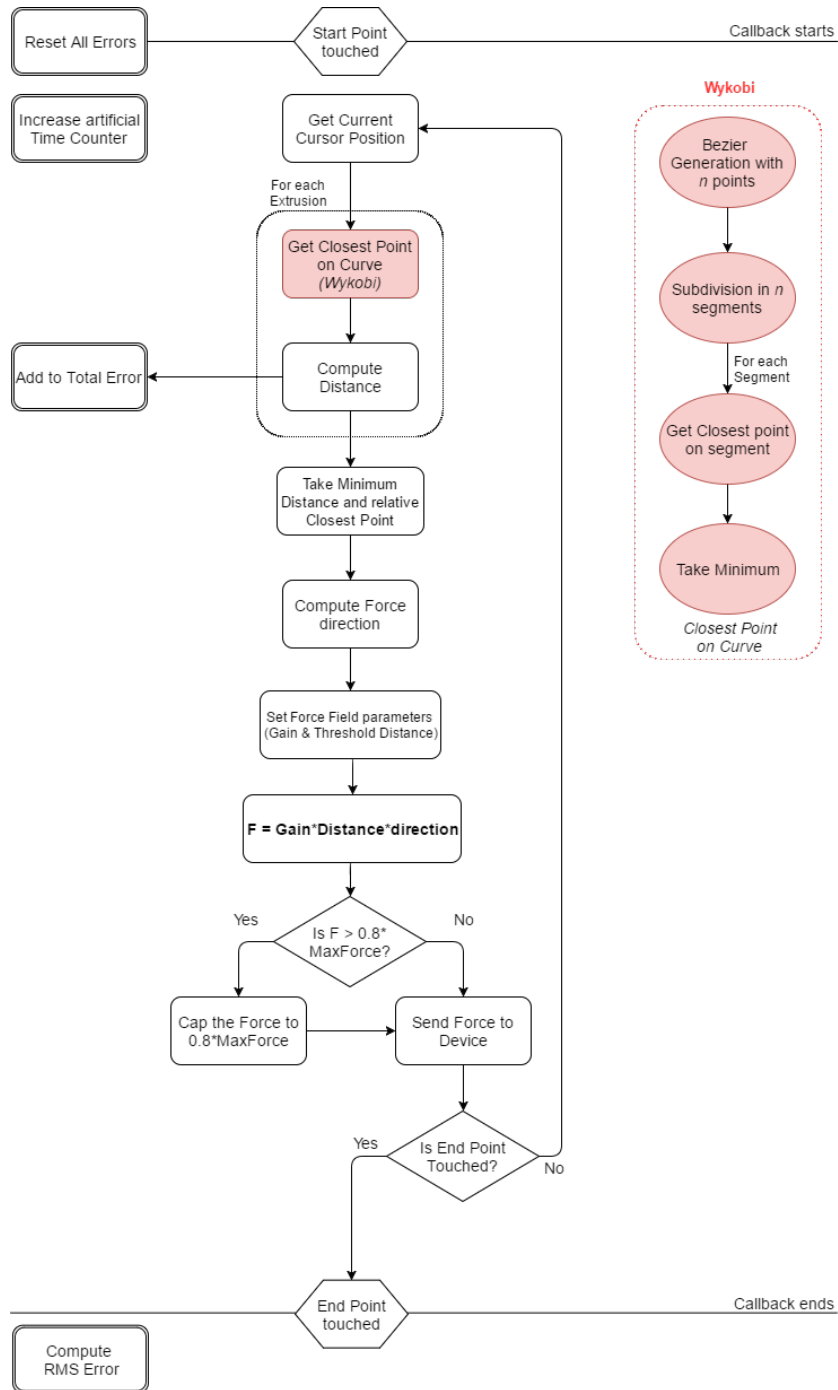 Reset All Errors
Start Point
touched
Callback starts
Increase artificial
Time Counter
Get Current
Cursor Position
Wykobi
Bezier
Generation with
n points
For each
Extrusion
Get Closest Point
on Curve
(Wykobi)
Subdivision in n
segments
Add to Total Error
Compute
Distance
For each
Segment
Get Closest point
on segment
Take Minimum
Distance and relative
Closest Point
Take Minimum
Closest Point
on Curve
Compute Force
direction
Set Force Field parameters
(Gain & Threshold Distance)
F = Gain*Distance*direction
Yes
No
Is F > 0.8*
MaxForce?
Cap the Force to
0.8*MaxForce
Send Force to
Device
Yes
Is End Point
Touched?
No
End Point
touched
Callback ends
Compute
RMS Error